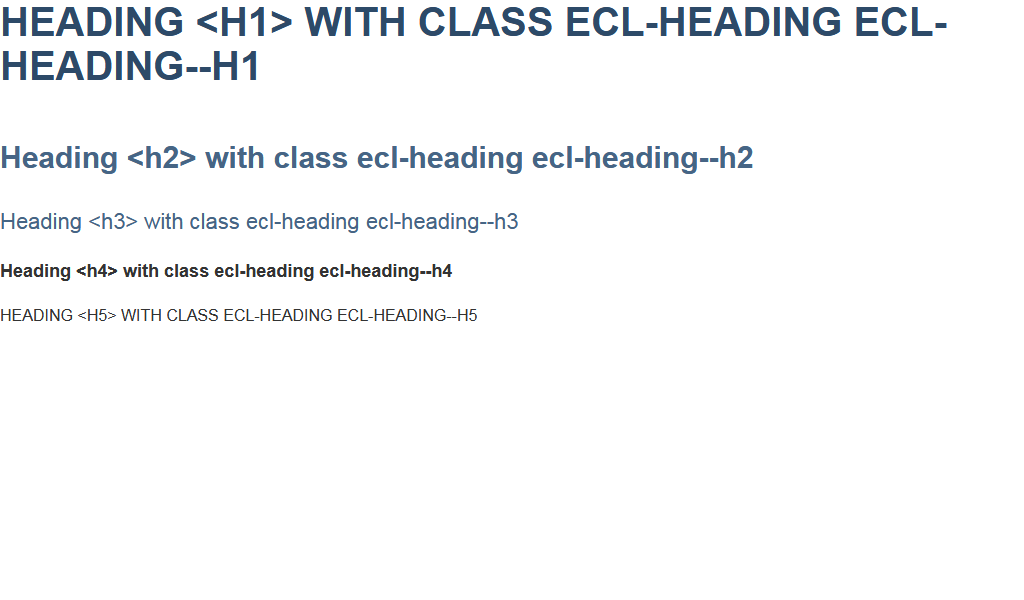 HEADING <H1> WITH CLASS ECL-HEADING ECL-
HEADING--H1
Heading <h2> with class ecl-heading ecl-heading--h2
Heading <h3> with class ecl-heading ecl-heading--h3
Heading <h4> with class ecl-heading ecl-heading--h4
HEADING <H5> WITH CLASS ECL-HEADING ECL-HEADING--H5